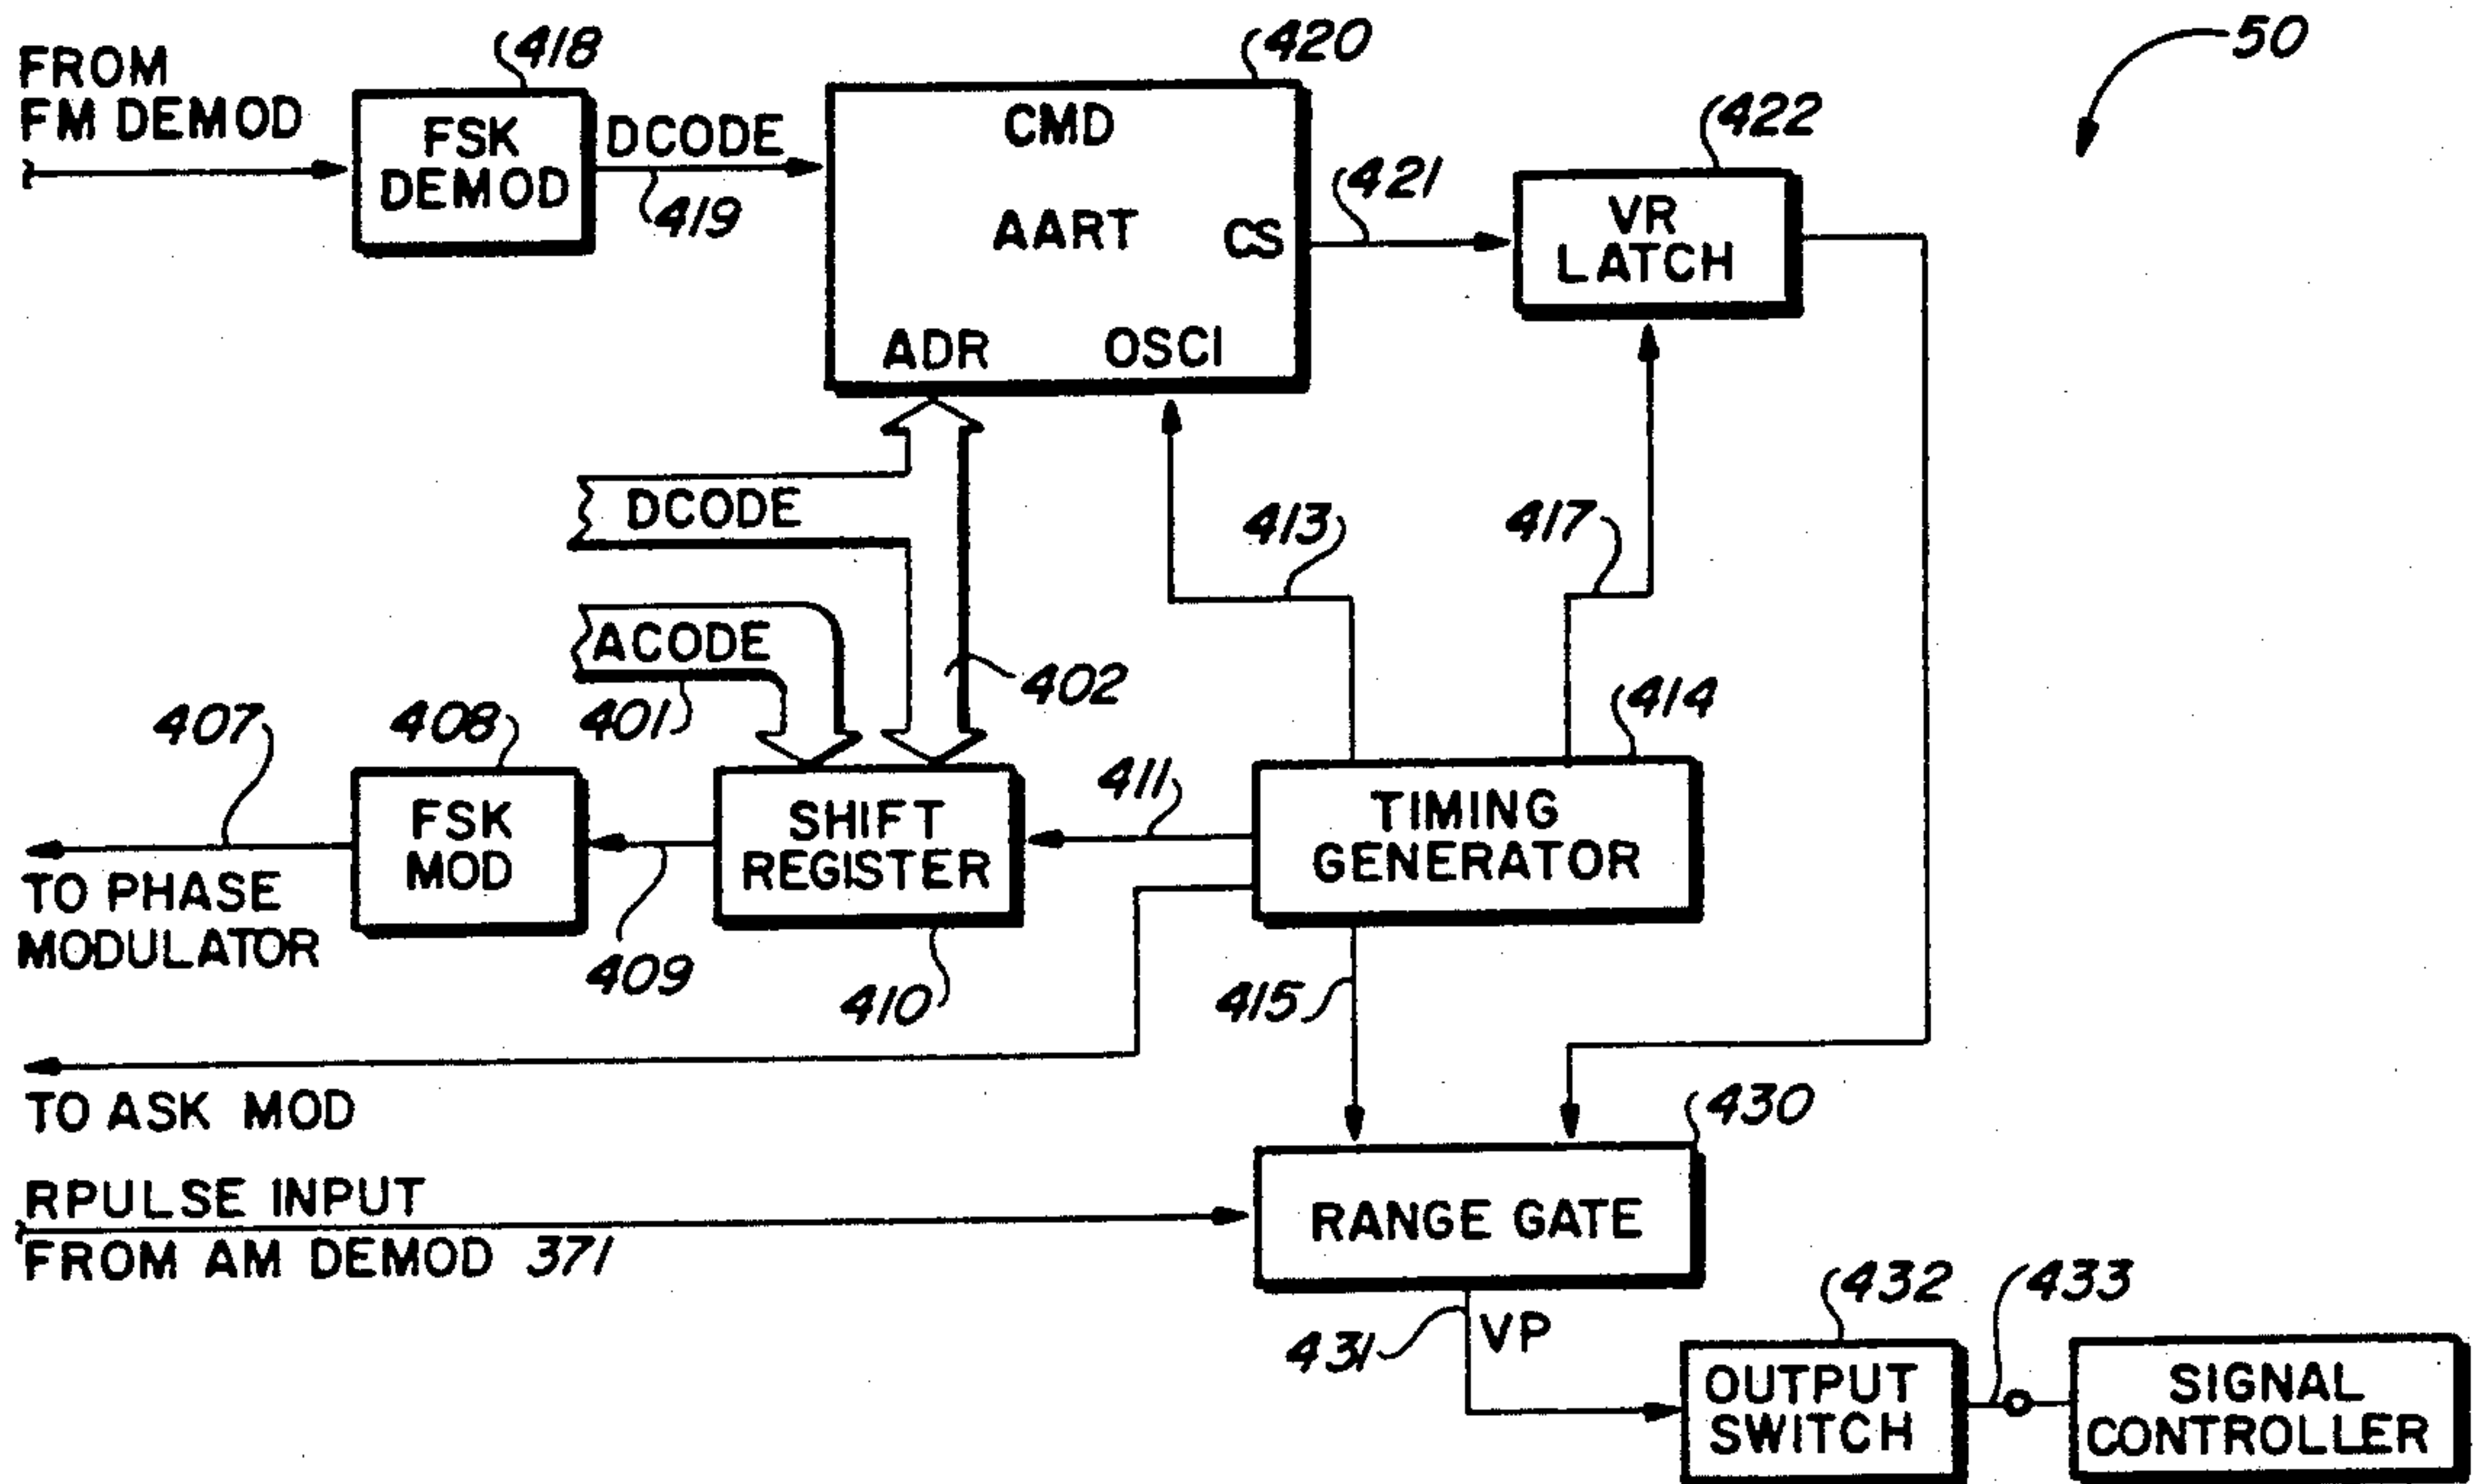 FROM
FM DEMOD
418
FSK
DEMOD
DCODE
419
420
CMD
AART
CS
ADR OSCI
421
422
VR
LATCH
50
DCODE
ACODE
401
402
413
417
414
407
408
FSK
MOD
409
SHIFT
REGISTER
410
411
TIMING
GENERATOR
415
TO PHASE
MODULATOR
TO ASK MOD
RPULSE INPUT
FROM AM DEMOD 371
430
RANGE GATE
431
VP
432
OUTPUT
SWITCH
433
SIGNAL
CONTROLLER